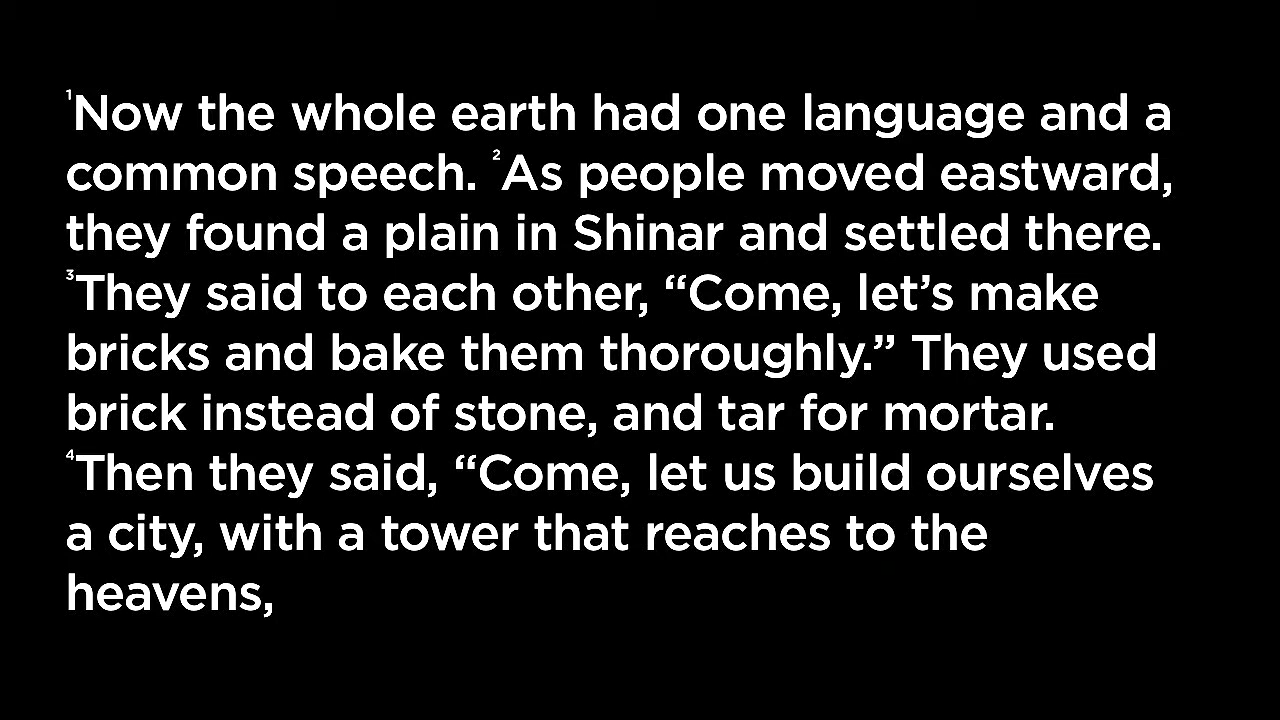 ¹Now the whole earth had one language and a
common speech. ²As people moved eastward,
they found a plain in Shinar and settled there.
³They said to each other, “Come, let’s make
bricks and bake them thoroughly.” They used
brick instead of stone, and tar for mortar.
⁴Then they said, “Come, let us build ourselves
a city, with a tower that reaches to the
heavens,